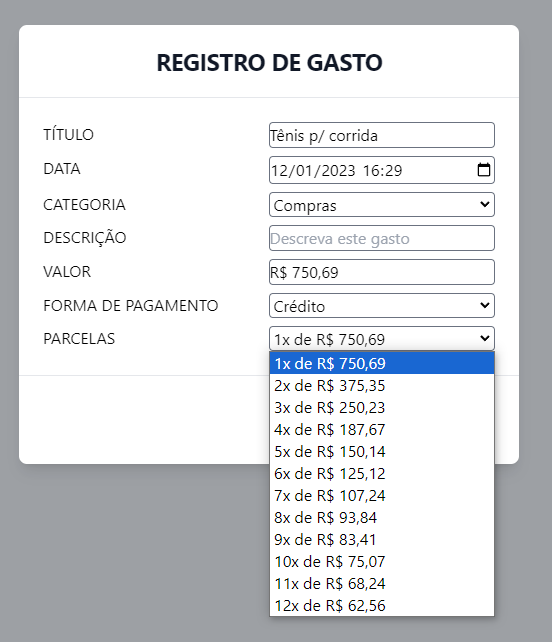 REGISTRO DE GASTO
TÍTULO Tênis p/ corrida
DATA 12/01/2023 16:29
CATEGORIA Compras
DESCRIÇÃO Descreva este gasto
VALOR R$ 750,69
FORMA DE PAGAMENTO Crédito
PARCELAS 1x de R$ 750,69
1x de R$ 750,69
2x de R$ 375,35
3x de R$ 250,23
4x de R$ 187,67
5x de R$ 150,14
6x de R$ 125,12
7x de R$ 107,24
8x de R$ 93,84
9x de R$ 83,41
10x de R$ 75,07
11x de R$ 68,24
12x de R$ 62,56